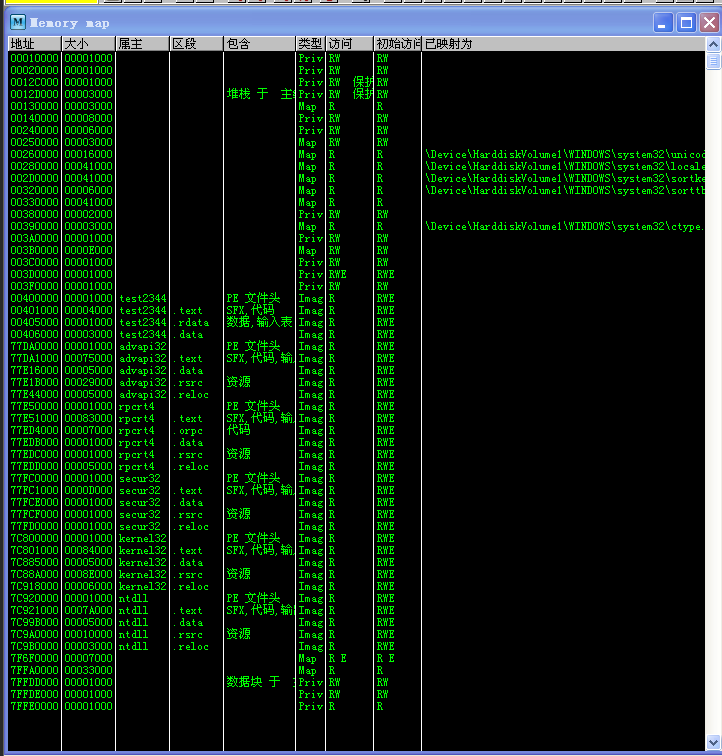 Memory map
地址 大小 属主 区段 包含 类型 访问 初始访问 已映射为
00010000 00001000 Priv RW RW
00020000 00001000 Priv RW RW
0012C000 00001000 Priv RW 保护 RW
0012D000 00003000 堆栈 于 主 Priv RW 保护 RW
00130000 00003000 Map R R
00140000 00008000 Priv RW RW
00240000 00006000 Priv RW RW
00250000 00003000 Map RW RW
00260000 00016000 Map R R \Device\HarddiskVolume1\WINDOWS\system32\unicod
00280000 00041000 Map R R \Device\HarddiskVolume1\WINDOWS\system32\locale
002D0000 00041000 Map R R \Device\HarddiskVolume1\WINDOWS\system32\sortke
00320000 00006000 Map R R \Device\HarddiskVolume1\WINDOWS\system32\sorttb
00330000 00041000 Map R R
00380000 00002000 Priv RW RW
00390000 00003000 Map R R \Device\HarddiskVolume1\WINDOWS\system32\ctype.
003A0000 00001000 Priv RW RW
003B0000 0000E000 Map RW RW
003C0000 00001000 Priv RW RW
003D0000 00001000 Priv RWE RWE
003F0000 00001000 Priv RW RW
00400000 00001000 test2344 PE 文件头 Imag R RWE
00401000 00004000 test2344 .text SFX,代码 Imag R RWE
00405000 00001000 test2344 .rdata 数据,输入表 Imag R RWE
00406000 00003000 test2344 .data Imag R RWE
77DA0000 00001000 advapi32 PE 文件头 Imag R RWE
77DA1000 00075000 advapi32 .text SFX,代码,输 Imag R RWE
77E16000 00005000 advapi32 .data Imag R RWE
77E1B000 00029000 advapi32 .rsrc 资源 Imag R RWE
77E44000 00005000 advapi32 .reloc Imag R RWE
77E50000 00001000 rpcrt4 PE 文件头 Imag R RWE
77E51000 00083000 rpcrt4 .text SFX,代码,输 Imag R RWE
77ED4000 00007000 rpcrt4 .orpc 代码 Imag R RWE
77EDB000 00001000 rpcrt4 .data Imag R RWE
77EDC000 00001000 rpcrt4 .rsrc 资源 Imag R RWE
77EDD000 00005000 rpcrt4 .reloc Imag R RWE
77FC0000 00001000 secur32 PE 文件头 Imag R RWE
77FC1000 0000D000 secur32 .text SFX,代码,输 Imag R RWE
77FCE000 00001000 secur32 .data Imag R RWE
77FCF000 00001000 secur32 .rsrc 资源 Imag R RWE
77FD0000 00001000 secur32 .reloc Imag R RWE
7C800000 00001000 kernel32 PE 文件头 Imag R RWE
7C801000 00084000 kernel32 .text SFX,代码,输 Imag R RWE
7C885000 00005000 kernel32 .data Imag R RWE
7C88A000 0008E000 kernel32 .rsrc 资源 Imag R RWE
7C918000 00006000 kernel32 .reloc Imag R RWE
7C920000 00001000 ntdll PE 文件头 Imag R RWE
7C921000 0007A000 ntdll .text SFX,代码,输 Imag R RWE
7C99B000 00005000 ntdll .data Imag R RWE
7C9A0000 00010000 ntdll .rsrc 资源 Imag R RWE
7C9B0000 00003000 ntdll .reloc Imag R RWE
7F6F0000 00007000 Map R E R E
7FFA0000 00033000 Map R R
7FFDD000 00001000 数据块 于 Priv RW RW
7FFDE000 00001000 Priv RW RW
7FFE0000 00001000 Priv R R